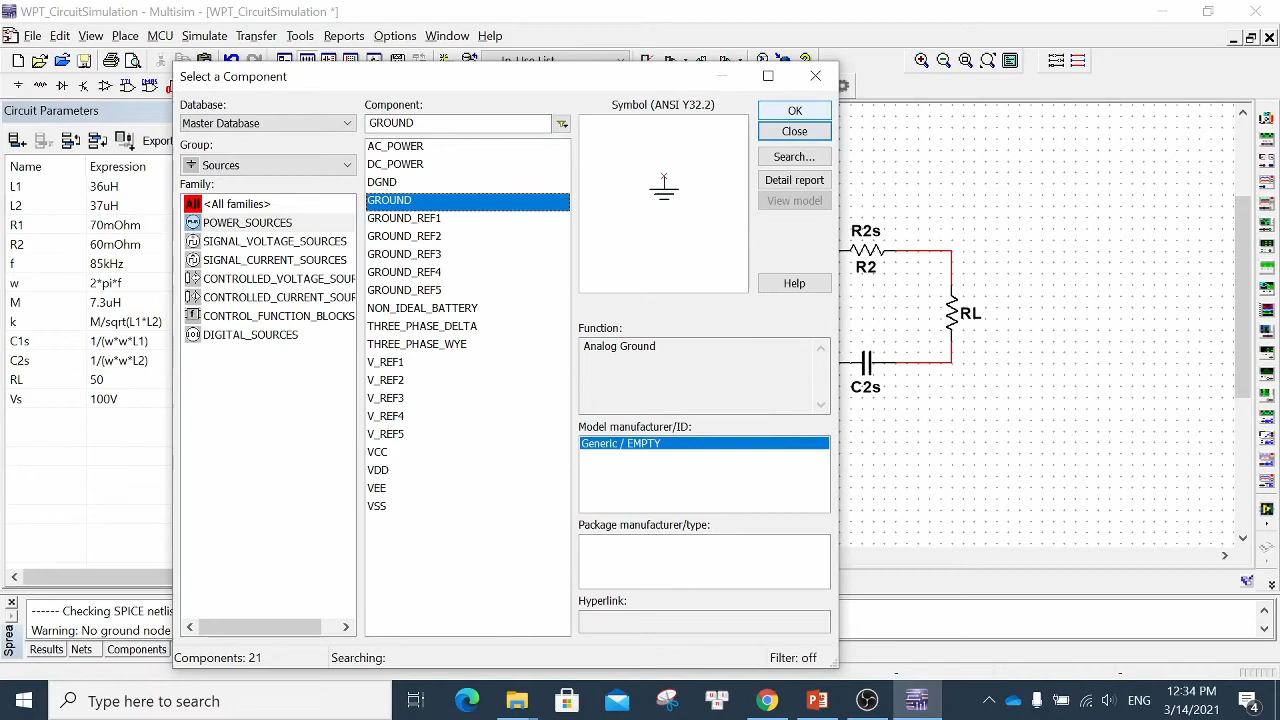 WPT_CircuitSimulation - Multisim - [WPT_CircuitSimulation *]
File Edit View Place MCU Simulate Transfer Tools Reports Options Window Help
In-Use List
Circuit Parameters
Export
Name Expression
L1 36uH
L2 37uH
R1 70mOhm
R2 80mOhm
f 85kHz
w 2*pi*f
M 7.3uH
k M/sqrt(L1*L2)
C1s 1/(w*w*L1)
C2s 1/(w*w*L2)
RL 50
Vs 100V
Select a Component
Database:
Master Database
Group:
Sources
Family:
All <All families>
POWER_SOURCES
SIGNAL_VOLTAGE_SOURCES
SIGNAL_CURRENT_SOURCES
CONTROLLED_VOLTAGE_SOUR
CONTROLLED_CURRENT_SOUR
CONTROL_FUNCTION_BLOCKS
DIGITAL_SOURCES
Component:
GROUND
AC_POWER
DC_POWER
DGND
GROUND
GROUND_REF1
GROUND_REF2
GROUND_REF3
GROUND_REF4
GROUND_REF5
NON_IDEAL_BATTERY
THREE_PHASE_DELTA
THREE_PHASE_WYE
V_REF1
V_REF2
V_REF3
V_REF4
V_REF5
VCC
VDD
VEE
VSS
Symbol (ANSI Y32.2)
OK
Close
Search...
Detail report
View model
Help
Function:
Analog Ground
Model manufacturer/ID:
Generic / EMPTY
Package manufacturer/type:
Hyperlink:
Components: 21 Searching: Filter: off
R2s
R2
RL
C2s
------ Checking SPICE netlis
Warning: No ground node
Sprea
Results Nets Components
Type here to search
ENG
12:34 PM
3/14/2021
4